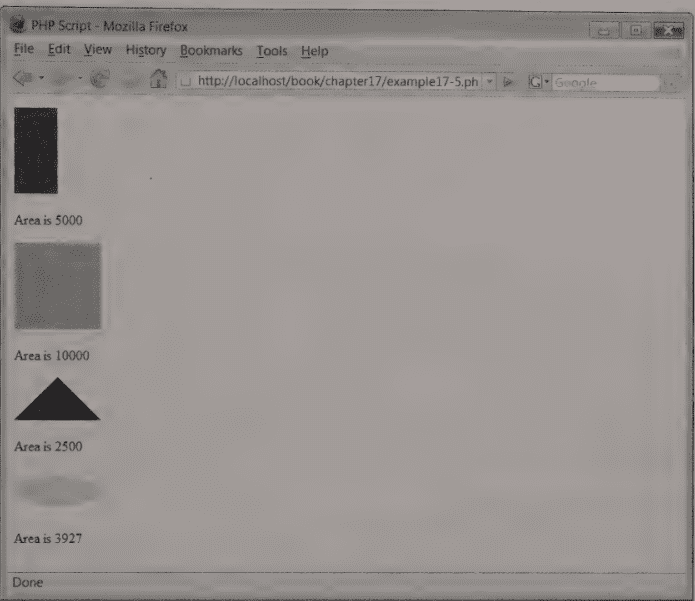 PHP Script - Mozilla Firefox
File Edit View History Bookmarks Tools Help
http://localhost/book/chapter17/example17-5.ph
G Google
Area is 5000
Area is 10000
Area is 2500
Area is 3927
Done